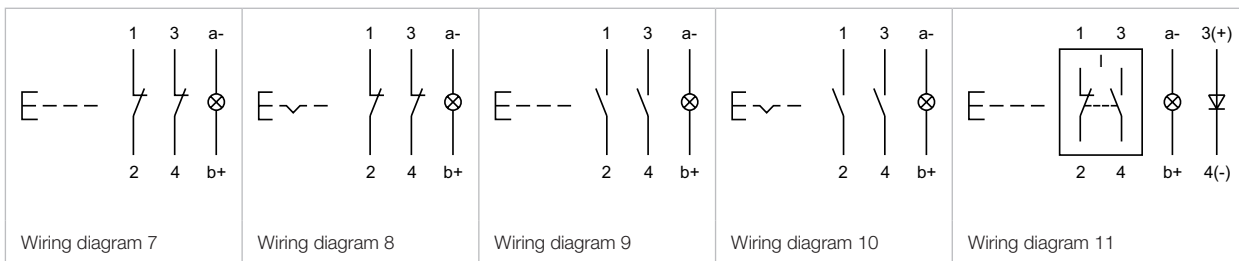 1 3 a-
2 4 b+
Wiring diagram 7
1 3 a-
2 4 b+
Wiring diagram 8
1 3 a-
2 4 b+
Wiring diagram 9
1 3 a-
2 4 b+
Wiring diagram 10
1 3 a- 3(+)
2 4 b+ 4(-)
Wiring diagram 11